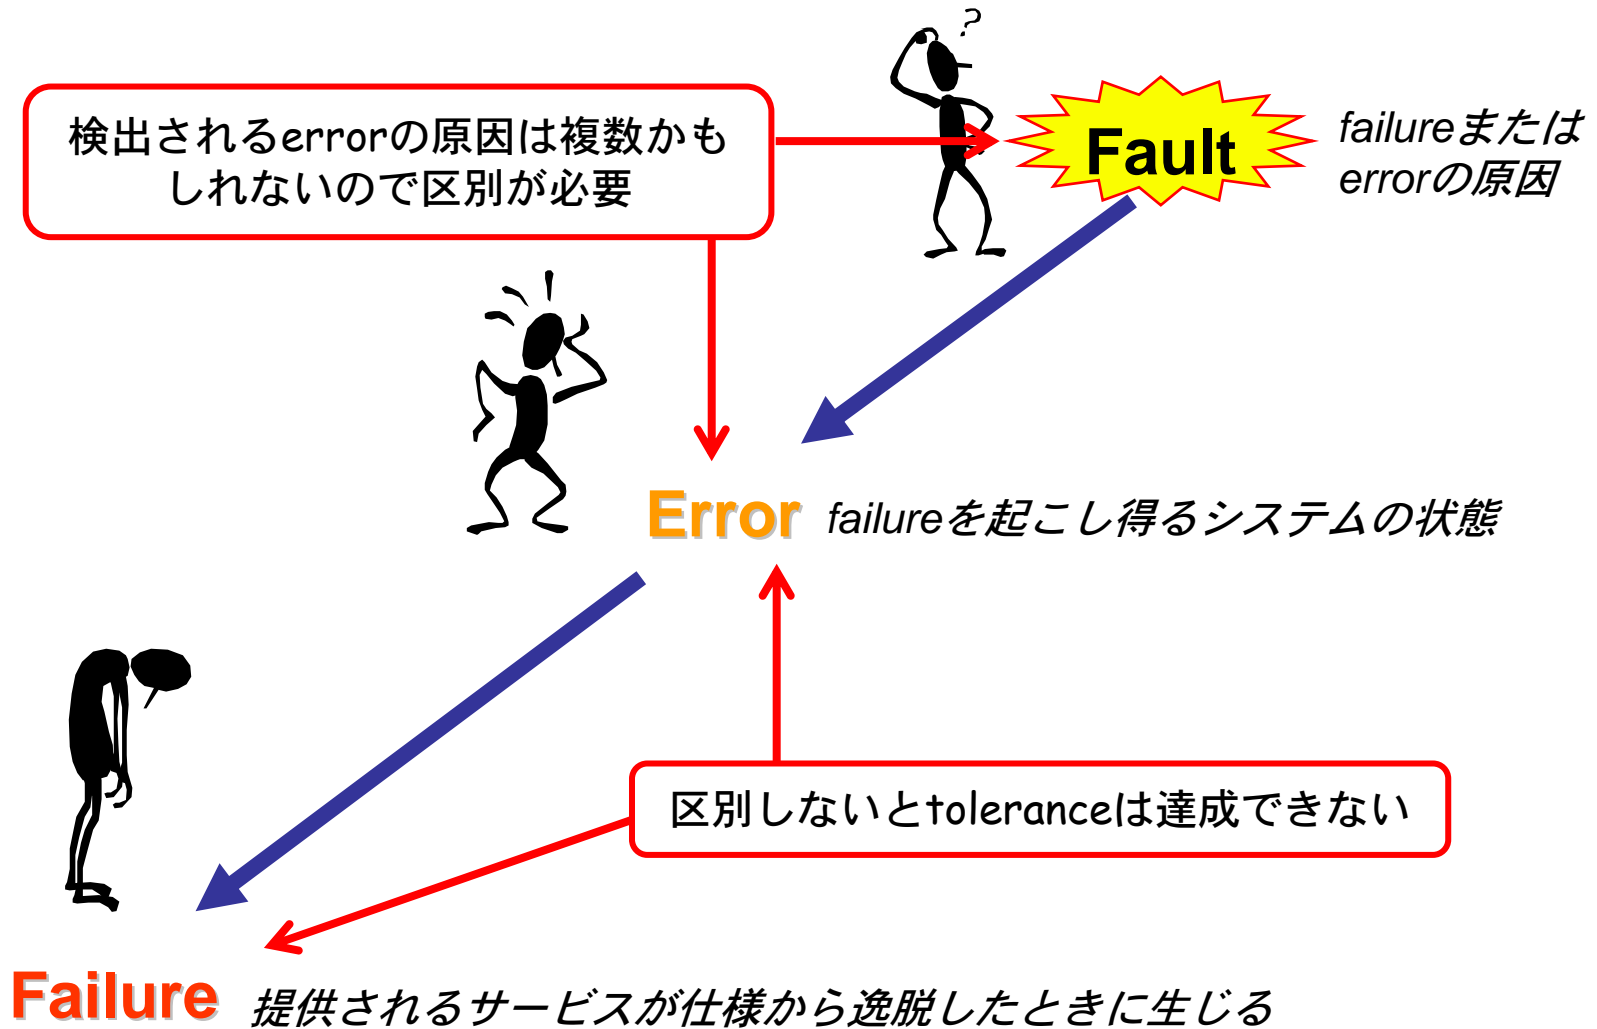 ?
検出されるerrorの原因は複数かも
しれないので区別が必要
Fault
failureまたは
errorの原因
Error
failureを起こし得るシステムの状態
区別しないとtoleranceは達成できない
Failure
提供されるサービスが仕様から逸脱したときに生じる